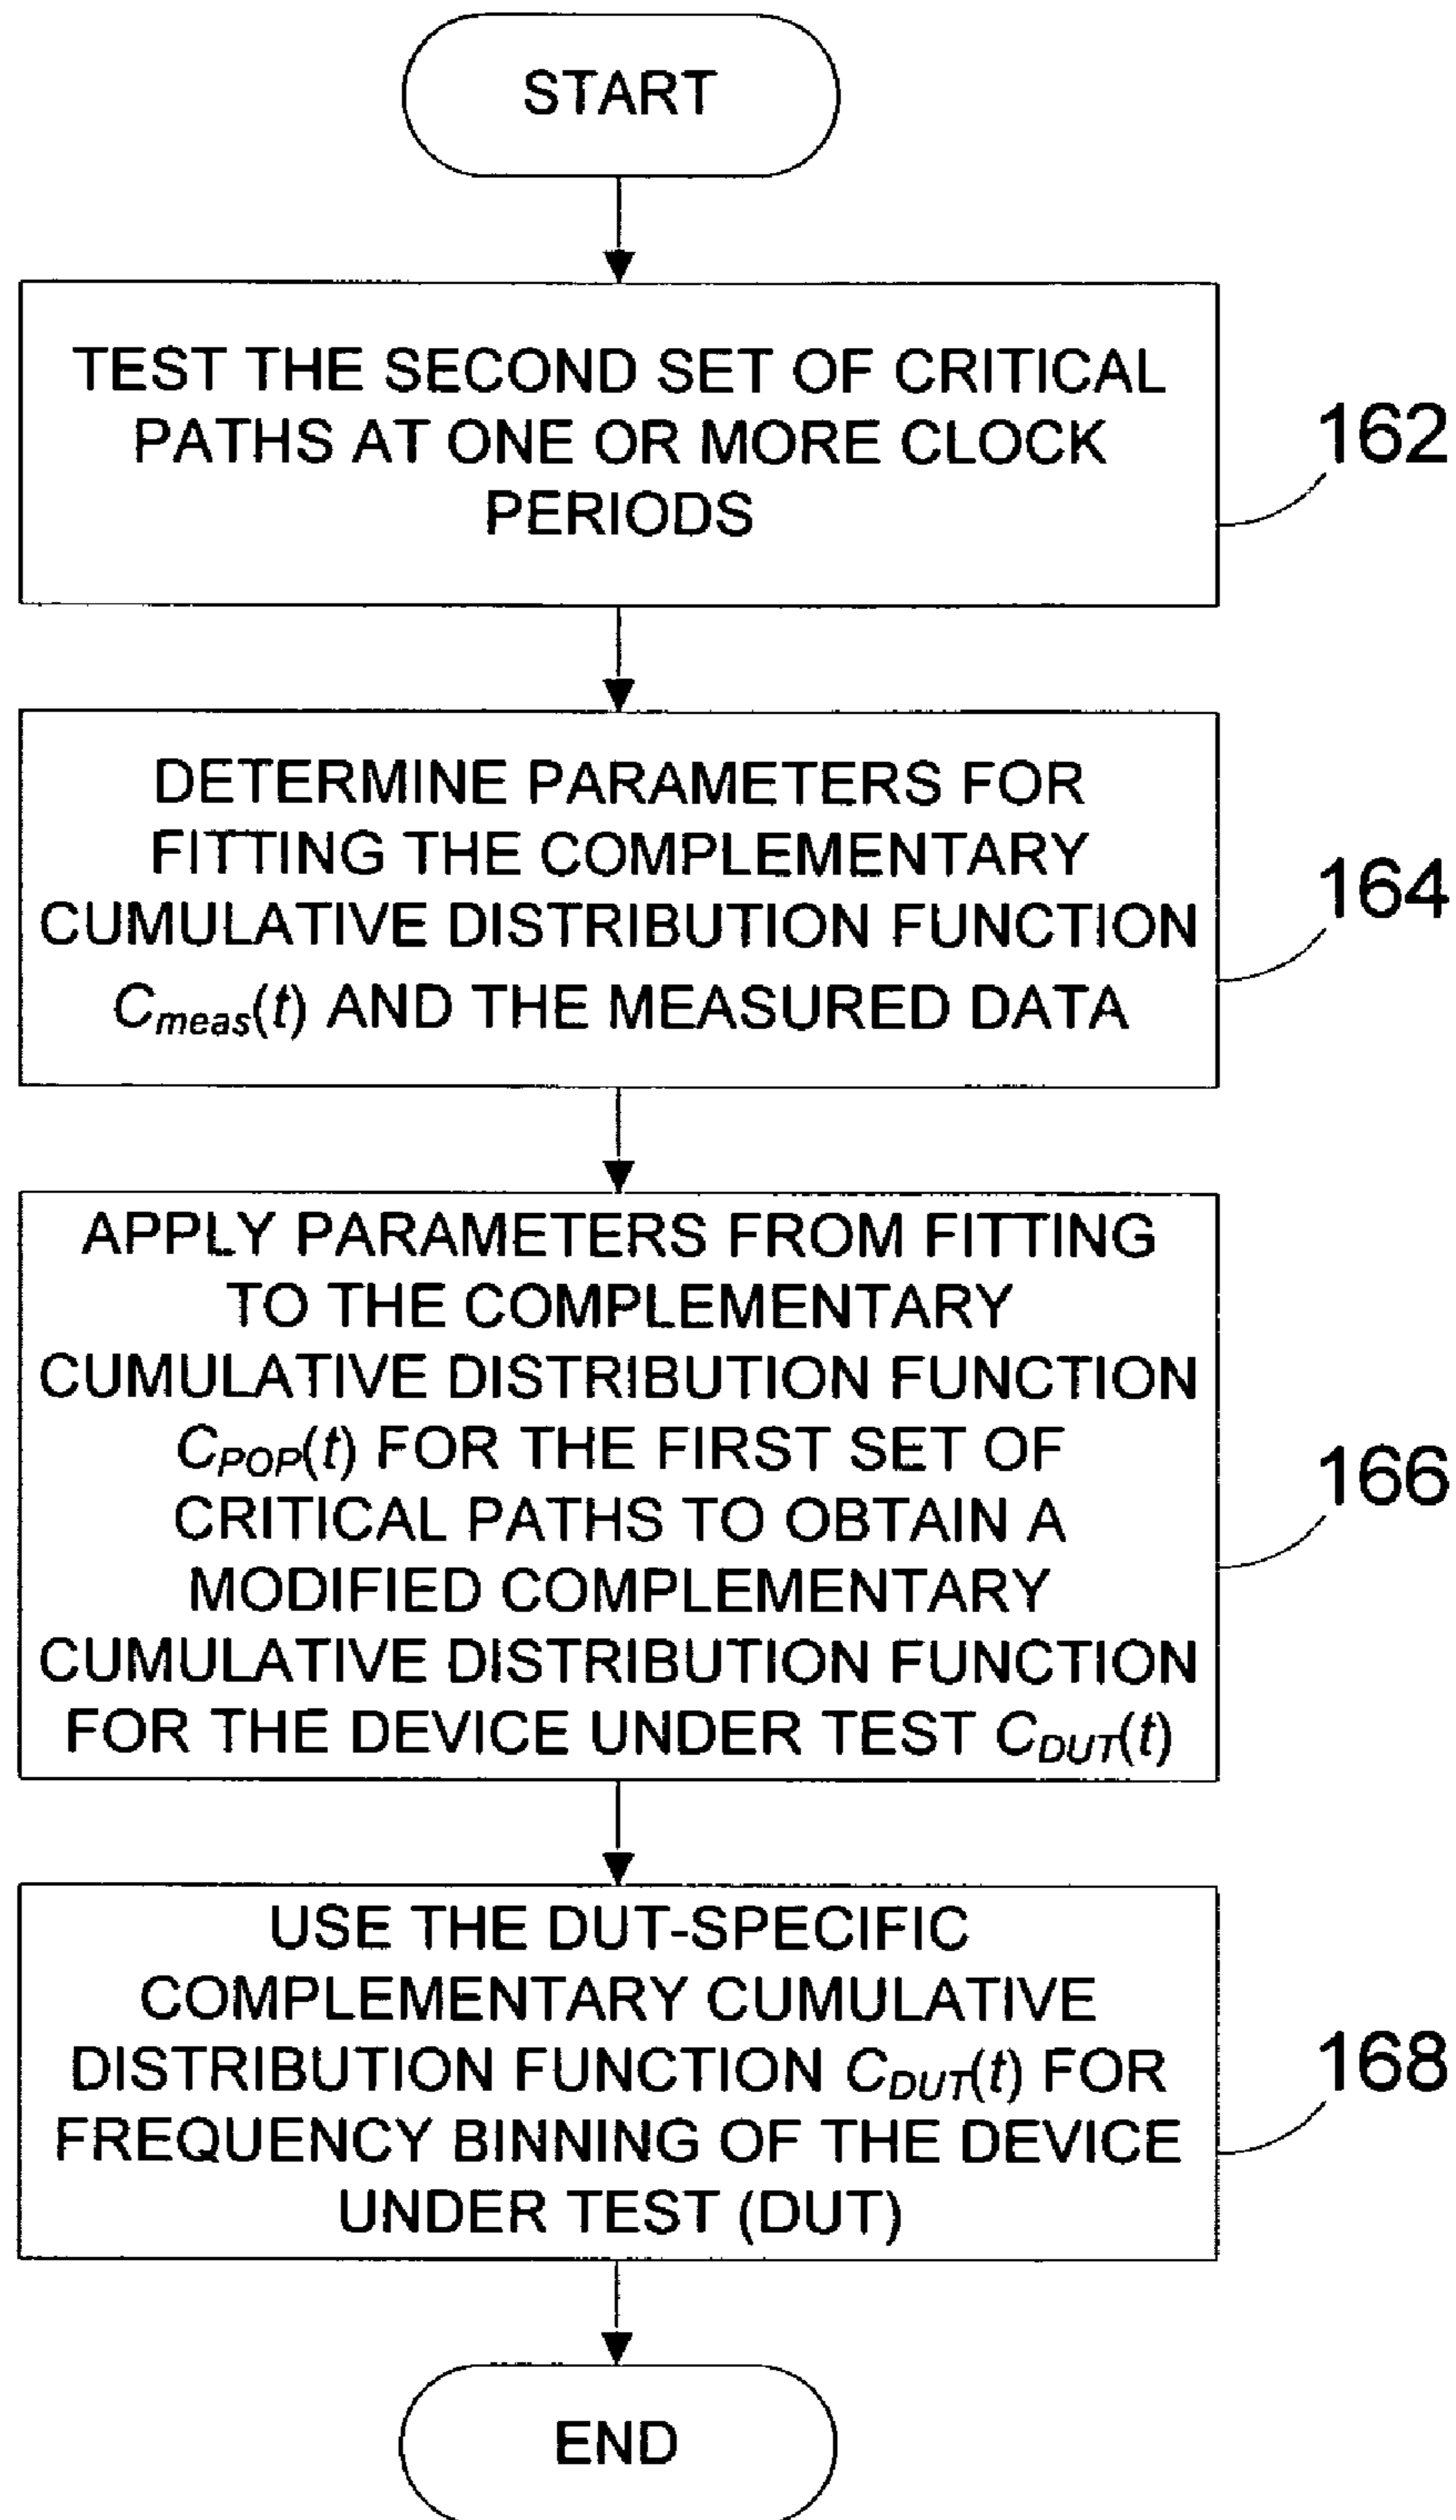 START
TEST THE SECOND SET OF CRITICAL
PATHS AT ONE OR MORE CLOCK
PERIODS
162
DETERMINE PARAMETERS FOR
FITTING THE COMPLEMENTARY
CUMULATIVE DISTRIBUTION FUNCTION
Cmeas(t) AND THE MEASURED DATA
164
APPLY PARAMETERS FROM FITTING
TO THE COMPLEMENTARY
CUMULATIVE DISTRIBUTION FUNCTION
CPOP(t) FOR THE FIRST SET OF
CRITICAL PATHS TO OBTAIN A
MODIFIED COMPLEMENTARY
CUMULATIVE DISTRIBUTION FUNCTION
FOR THE DEVICE UNDER TEST CDUT(t)
166
USE THE DUT-SPECIFIC
COMPLEMENTARY CUMULATIVE
DISTRIBUTION FUNCTION CDUT(t) FOR
FREQUENCY BINNING OF THE DEVICE
UNDER TEST (DUT)
168
END